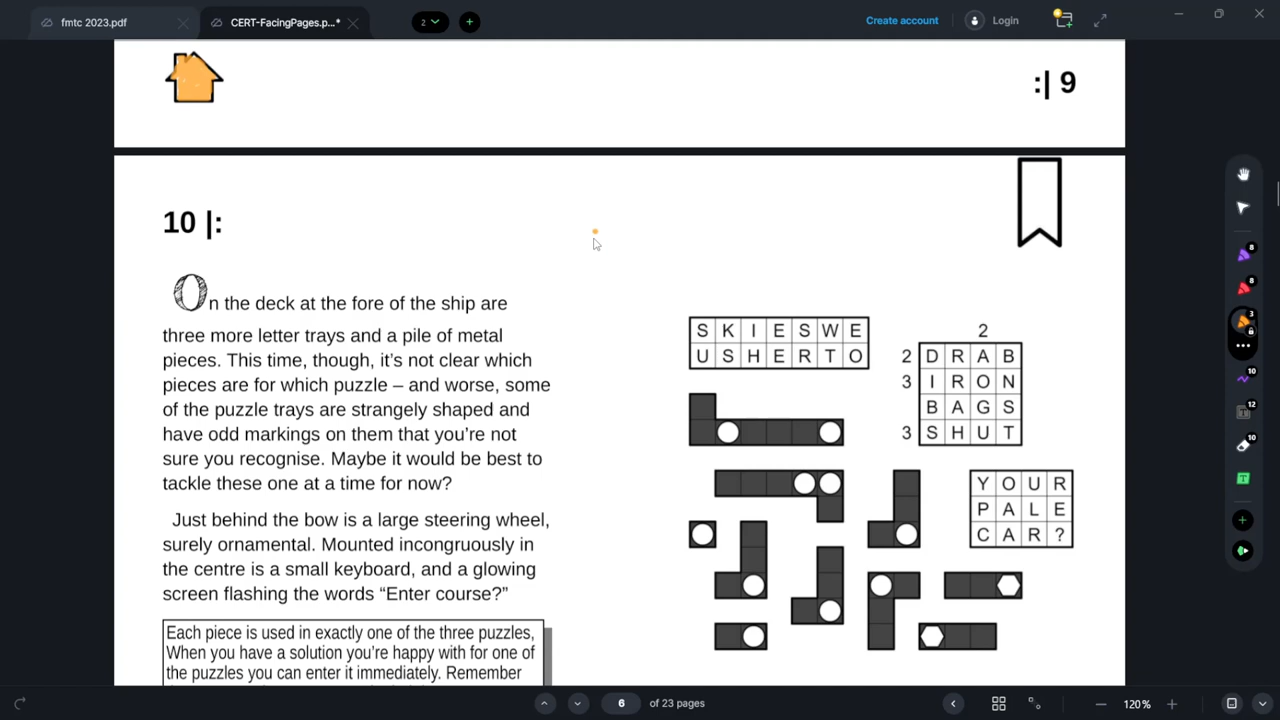 fmtc 2023.pdf
CERT-FacingPages.p...*
2
Create account
Login
:| 9
10 |:
On the deck at the fore of the ship are
three more letter trays and a pile of metal
pieces. This time, though, it's not clear which
pieces are for which puzzle – and worse, some
of the puzzle trays are strangely shaped and
have odd markings on them that you're not
sure you recognise. Maybe it would be best to
tackle these one at a time for now?
Just behind the bow is a large steering wheel,
surely ornamental. Mounted incongruously in
the centre is a small keyboard, and a glowing
screen flashing the words “Enter course?”
Each piece is used in exactly one of the three puzzles,
When you have a solution you're happy with for one of
the puzzles you can enter it immediately. Remember
S K I E S W E
U S H E R T O
2
2 D R A B
3 I R O N
B A G S
3 S H U T
Y O U R
P A L E
C A R ?
8
8
3
10
12
10
6 of 23 pages
120%